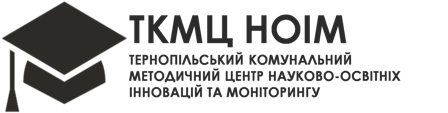 ТКМЦ НОІМ
ТЕРНОПІЛЬСЬКИЙ КОМУНАЛЬНИЙ
МЕТОДИЧНИЙ ЦЕНТР НАУКОВО-ОСВІТНІХ
ІННОВАЦІЙ ТА МОНІТОРИНГУ